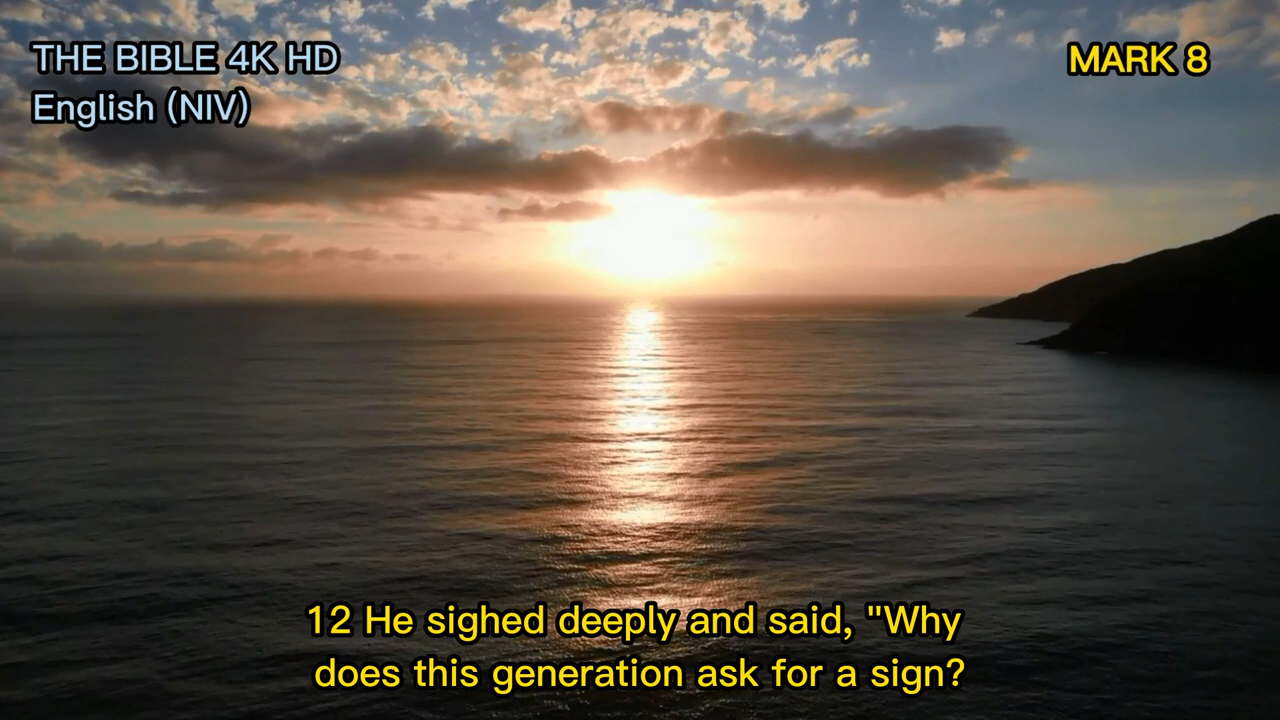 THE BIBLE 4K HD
English (NIV)
MARK 8
12 He sighed deeply and said, "Why
does this generation ask for a sign?